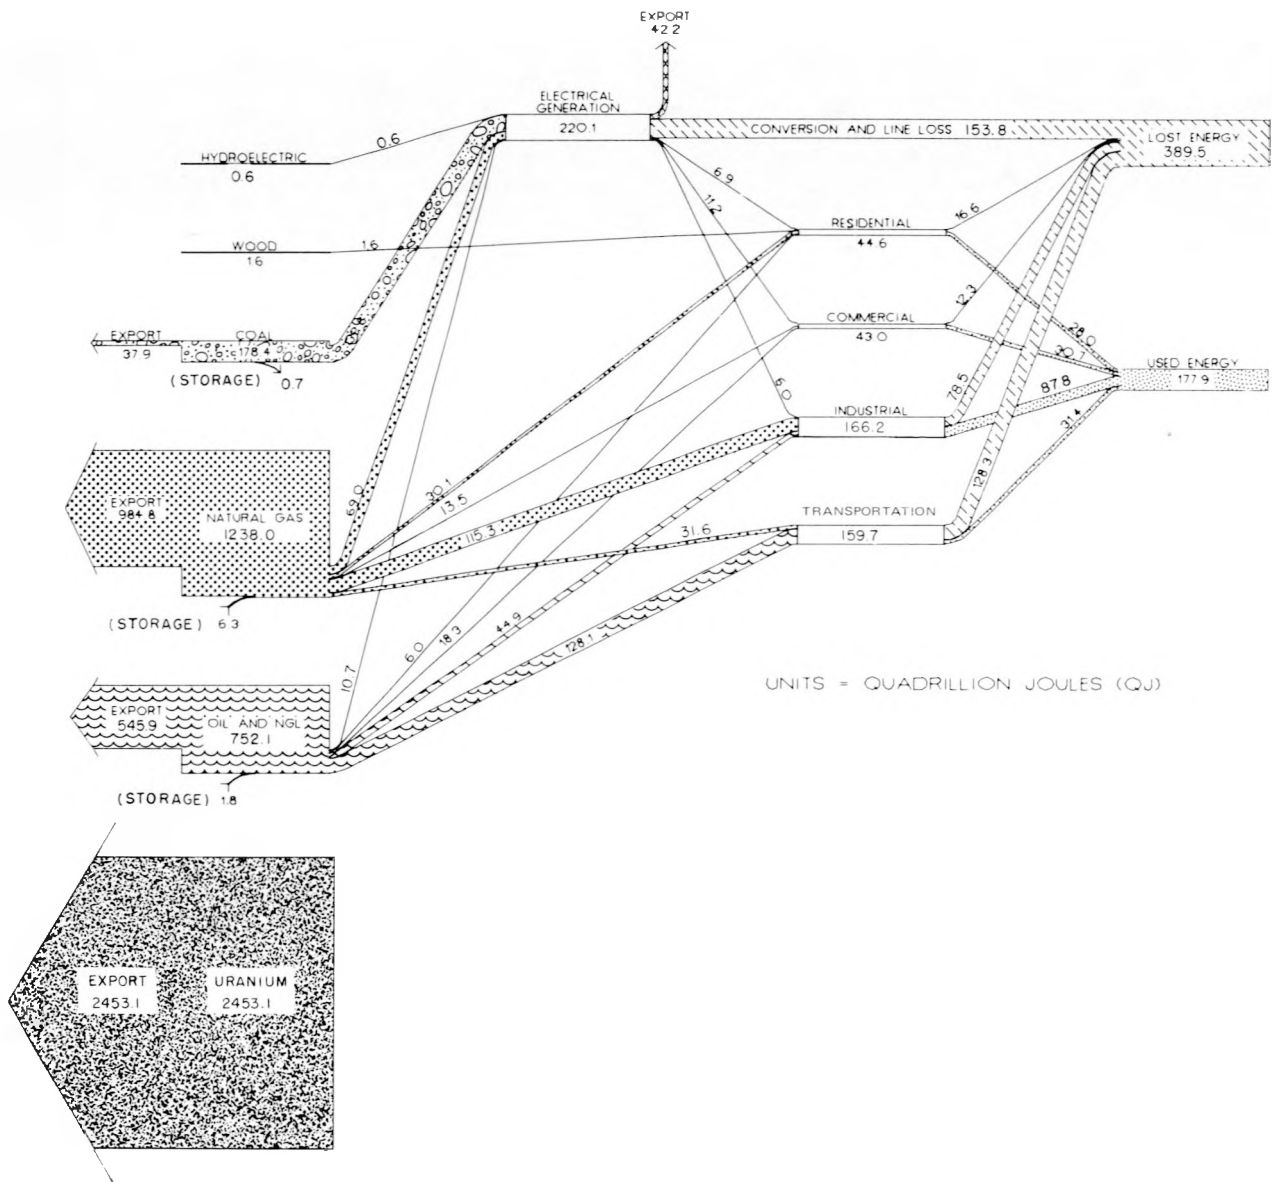 EXPORT
42.2
ELECTRICAL
GENERATION
220.1
CONVERSION AND LINE LOSS 153.8
LOST ENERGY
389.5
0.6
HYDROELECTRIC
0.6
6.9
11.2
16.6
RESIDENTIAL
44.6
WOOD
1.6
1.6
12.3
COMMERCIAL
43.0
28.0
30.1
EXPORT
37.9
COAL
178.4
(STORAGE) 0.7
USED ENERGY
177.9
6.0
78.5
87.8
31.4
INDUSTRIAL
166.2
EXPORT
984.8
NATURAL GAS
1238.0
69.0
30.1
13.5
115.3
31.6
128.3
TRANSPORTATION
159.7
(STORAGE) 6.3
10.7
6.0
18.3
44.9
128.1
UNITS = QUADRILLION JOULES (QJ)
EXPORT
545.9
OIL AND NGL
752.1
(STORAGE) 1.8
EXPORT
2453.1
URANIUM
2453.1